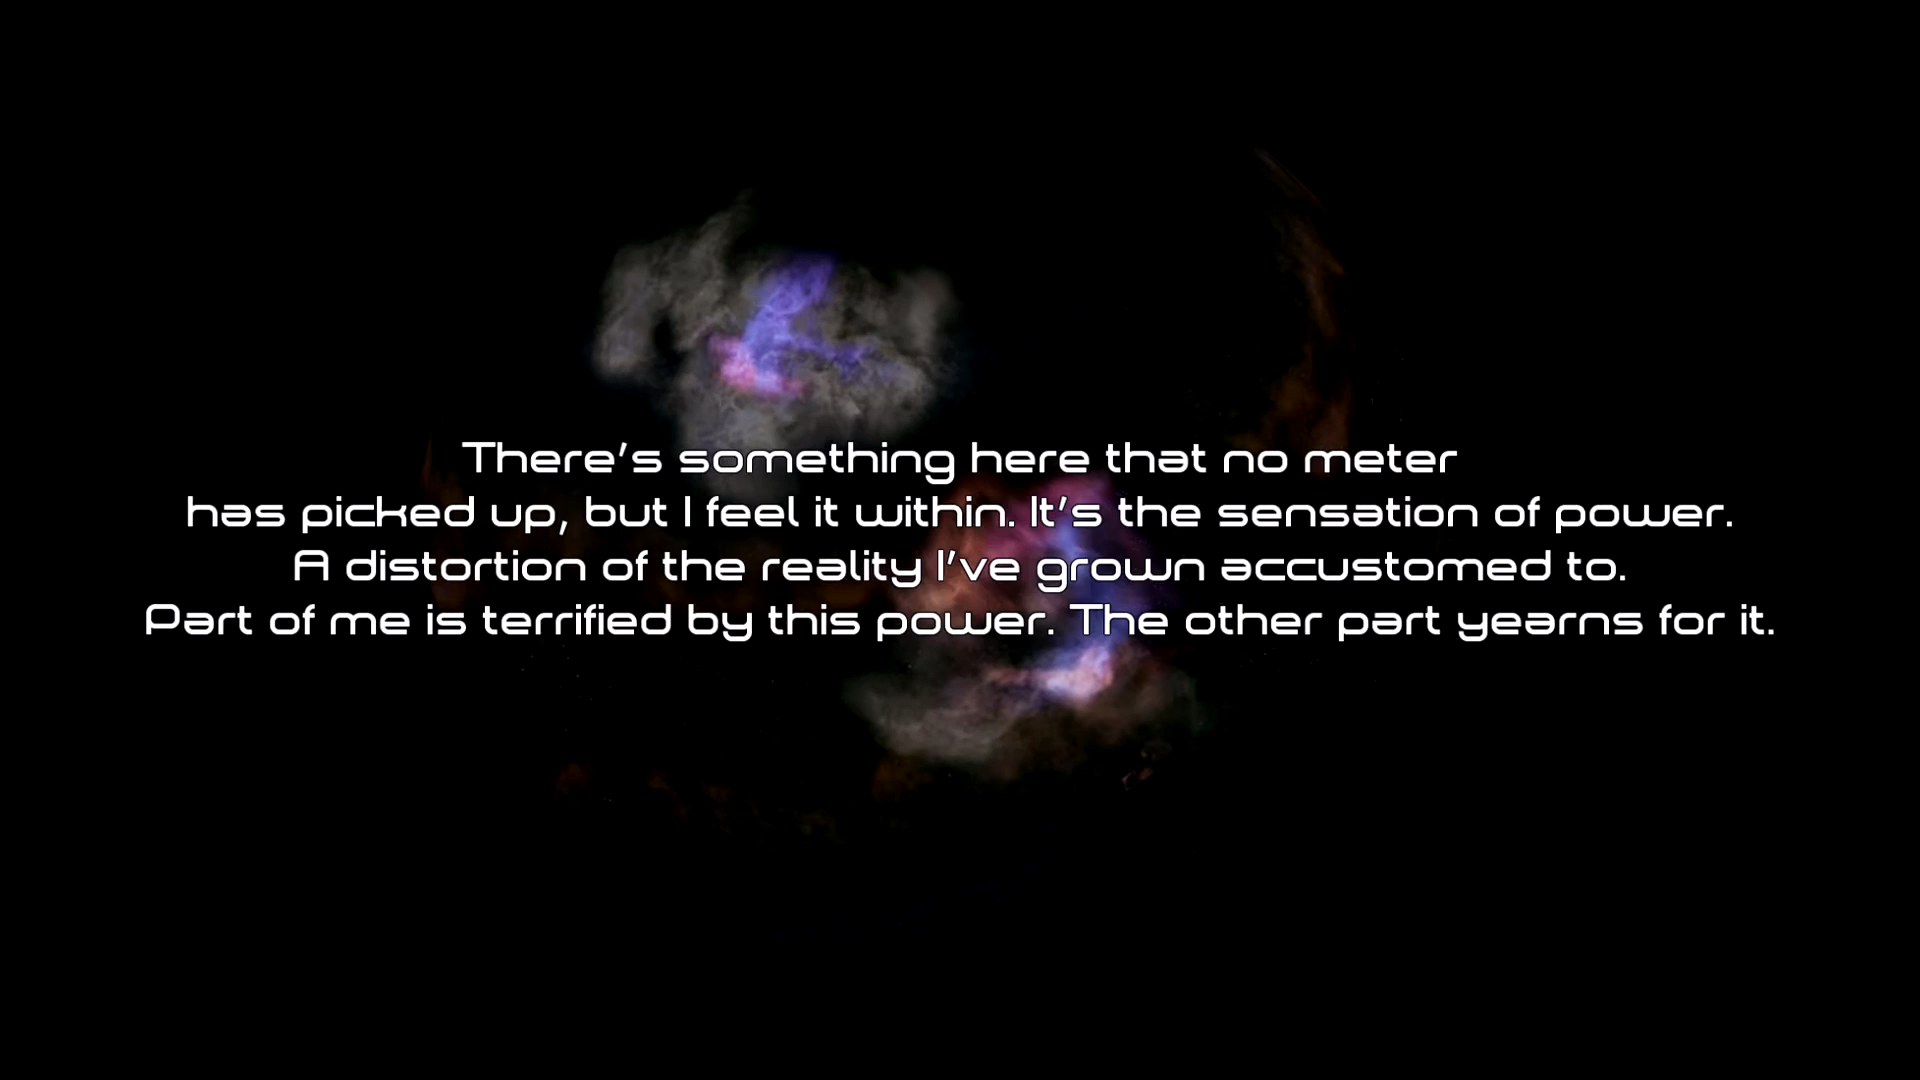 There's something here that no meter
has picked up, but I feel it within. It's the sensation of power.
A distortion of the reality I've grown accustomed to.
Part of me is terrified by this power. The other part yearns for it.